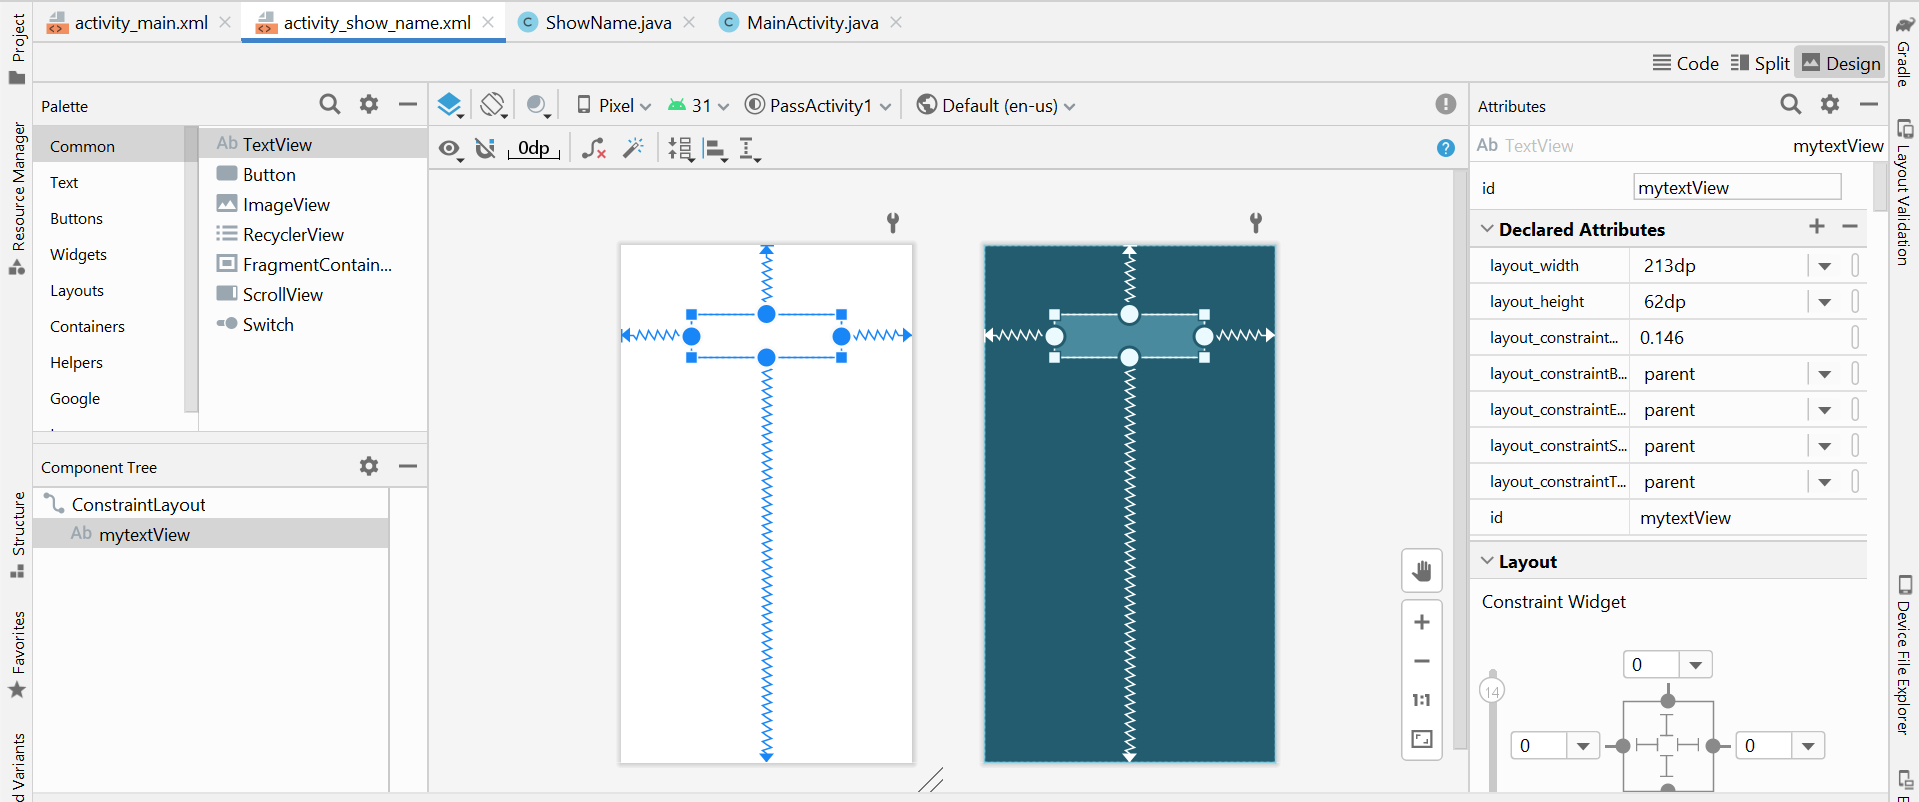 activity_main.xml
activity_show_name.xml
ShowName.java
MainActivity.java
Code
Split
Design
Project
Resource Manager
Structure
Favorites
d Variants
Palette
Common
Text
Buttons
Widgets
Layouts
Containers
Helpers
Google
Ab TextView
Button
ImageView
RecyclerView
FragmentContain...
ScrollView
Switch
Component Tree
ConstraintLayout
Ab mytextView
Pixel
31
PassActivity1
Default (en-us)
0dp
1:1
Attributes
Ab TextView mytextView
id mytextView
Declared Attributes
layout_width 213dp
layout_height 62dp
layout_constraint... 0.146
layout_constraintB... parent
layout_constraintE... parent
layout_constraintS... parent
layout_constraintT... parent
id mytextView
Layout
Constraint Widget
0
14
0
0
Gradle
Layout Validation
Device File Explorer